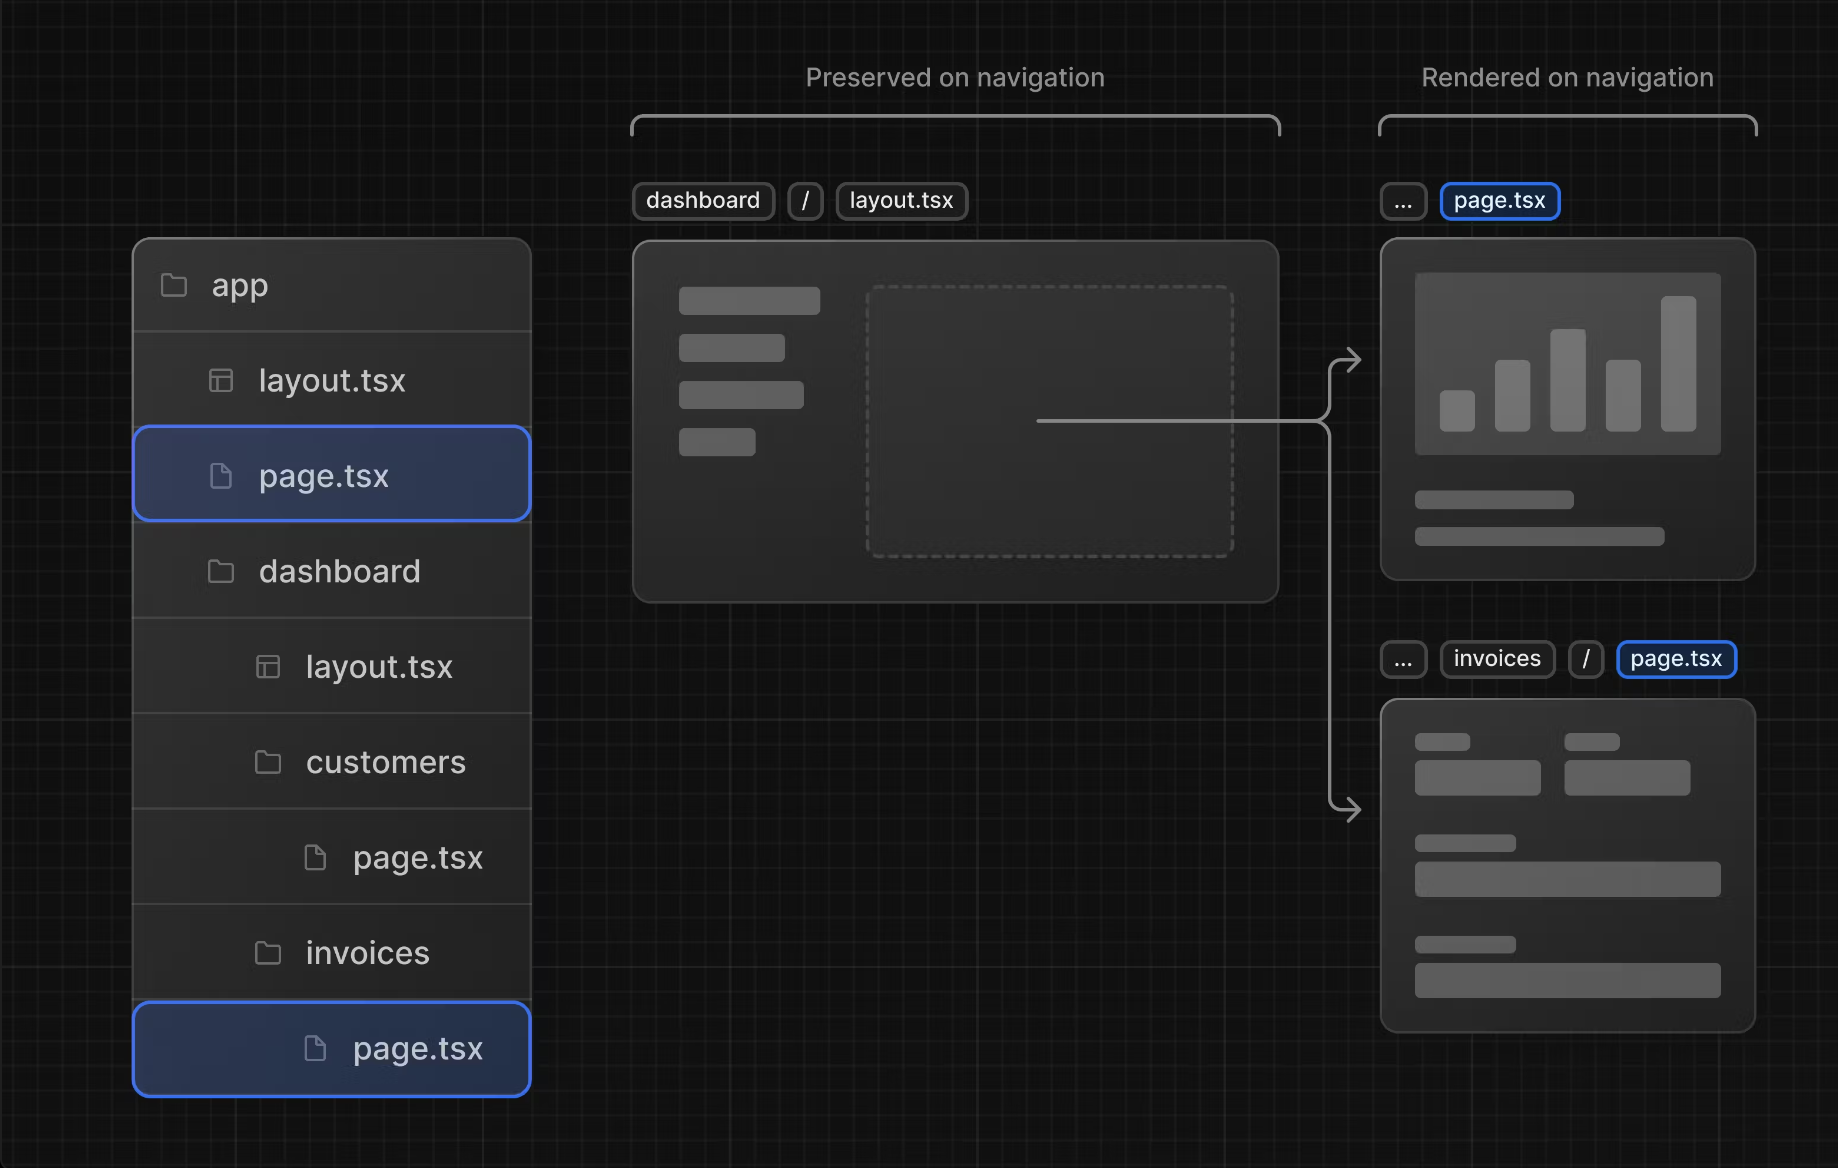 Preserved on navigation
Rendered on navigation
dashboard / layout.tsx
... page.tsx
app
layout.tsx
page.tsx
dashboard
layout.tsx
customers
page.tsx
invoices
page.tsx
... invoices / page.tsx